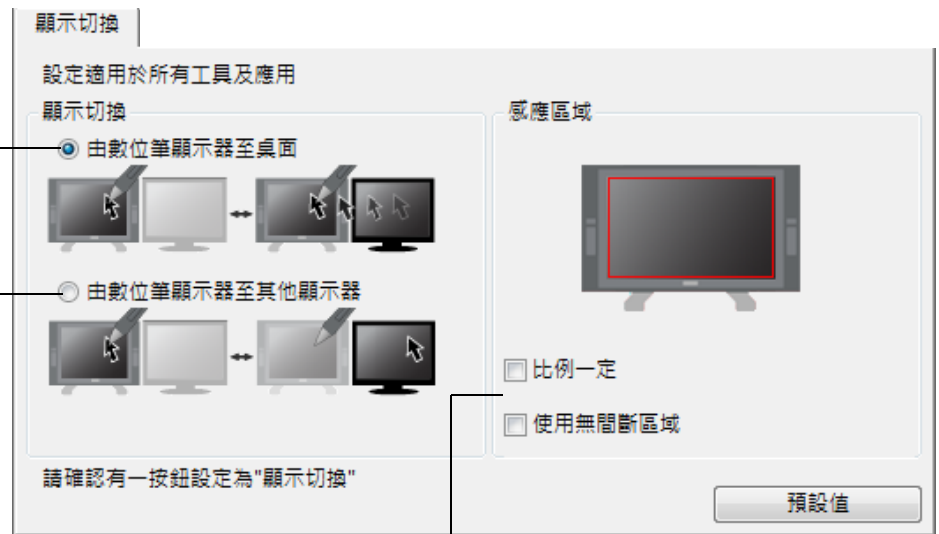 顯示切換
設定適用於所有工具及應用
顯示切換
由數位筆顯示器至桌面
由數位筆顯示器至其他顯示器
感應區域
比例一定
使用無間斷區域
請確認有一按鈕設定為"顯示切換"
預設值